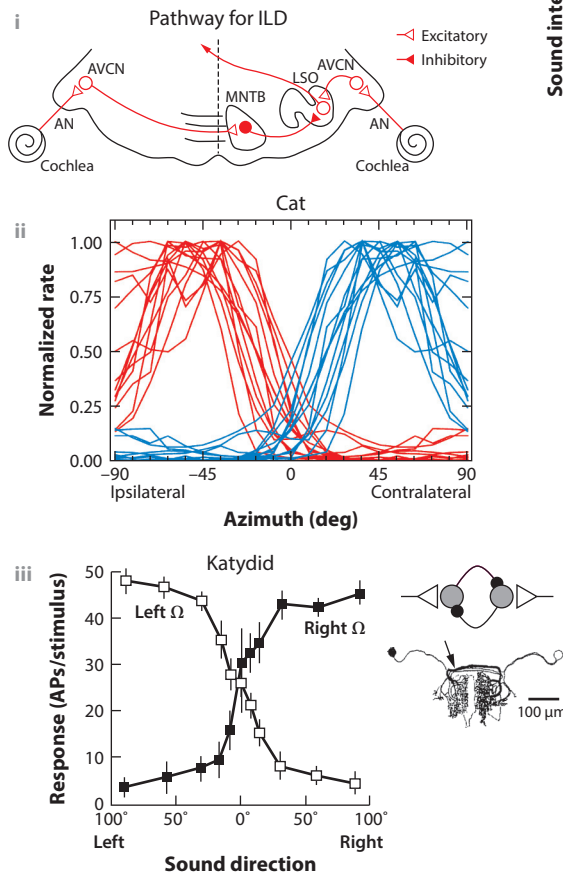 i
Pathway for ILD
Excitatory
Inhibitory
AVCN
LSO
AVCN
MNTB
AN
AN
Cochlea
Cochlea
Sound inte
ii
Cat
Normalized rate
1.00
0.75
0.50
0.25
0.00
–90 –45 0 45 90
Ipsilateral Contralateral
Azimuth (deg)
iii
Katydid
Response (APs/stimulus)
50
40
30
20
10
0
Left Ω
Right Ω
100° 50° 0° 50° 100°
Left Right
Sound direction
100 µm